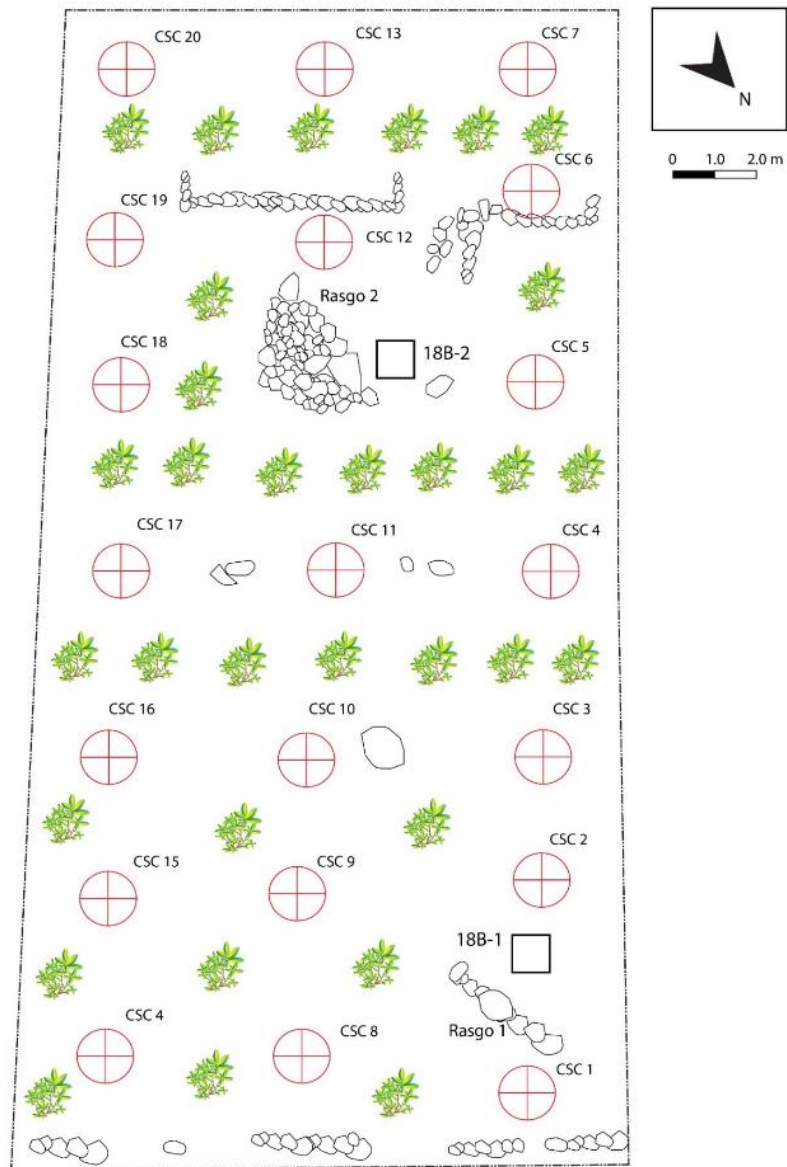 CSC 20
CSC 13
CSC 7
N
0 1.0 2.0 m
CSC 6
CSC 19
CSC 12
Rasgo 2
18B-2
CSC 18
CSC 5
CSC 17
CSC 11
CSC 4
CSC 16
CSC 10
CSC 3
CSC 15
CSC 9
CSC 2
18B-1
Rasgo 1
CSC 4
CSC 8
CSC 1